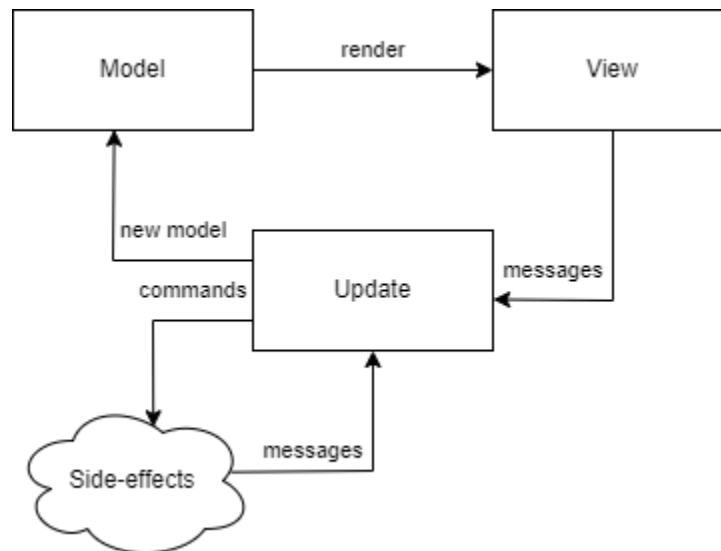 Model
render
View
new model
commands
Update
messages
Side-effects
messages